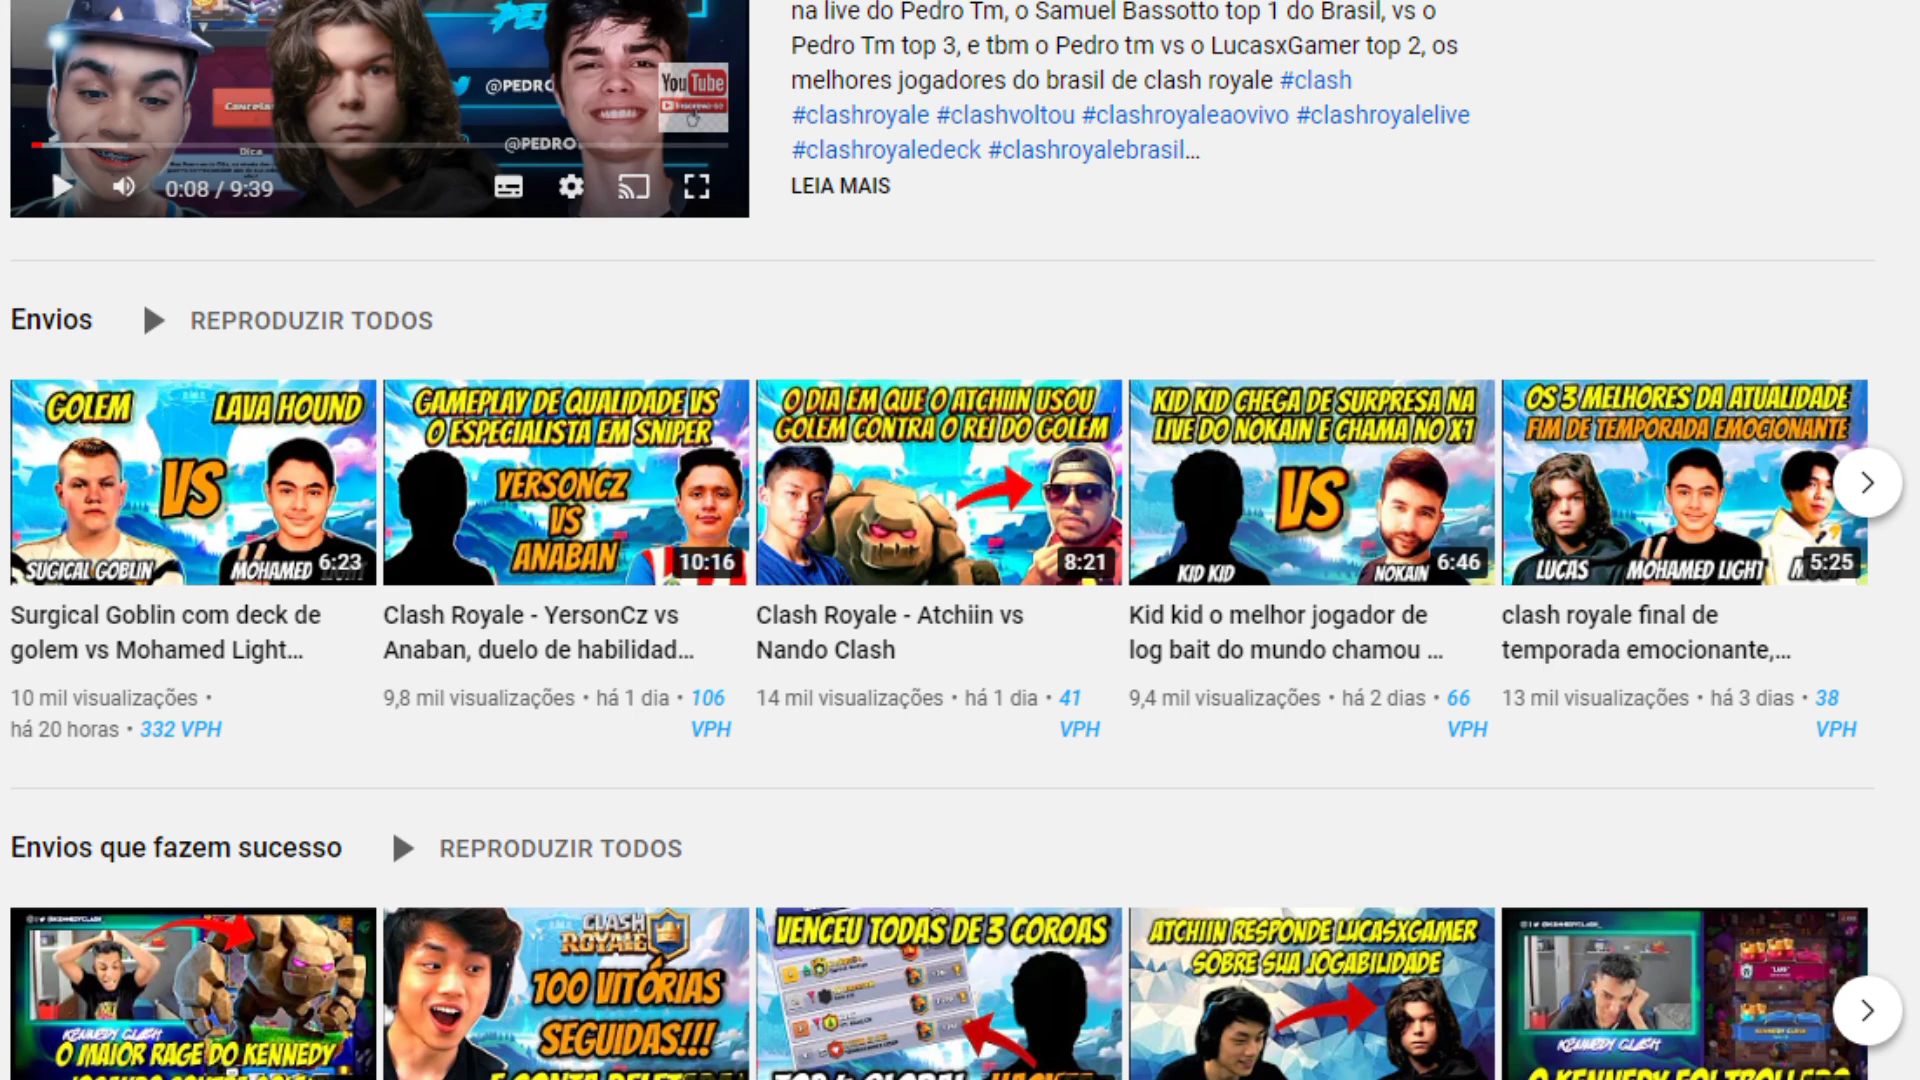 na live do Pedro Tm, o Samuel Bassotto top 1 do Brasil, vs o
Pedro Tm top 3, e tbm o Pedro tm vs o LucasxGamer top 2, os
melhores jogadores do brasil de clash royale #clash
#clashroyale #clashvoltou #clashroyaleaovivo #clashroyalelive
#clashroyaledeck #clashroyalebrasil...
LEIA MAIS
Cancelar
@PEDRO
YouTube
Inscreva-se
Dica
@PEDRO
0:08 / 9:39
Envios
REPRODUZIR TODOS
GOLEM LAVA HOUND
VS
SUGICAL GOBLIN MOHAMED
6:23
GAMEPLAY DE QUALIDADE VS
O ESPECIALISTA EM SNIPER
YERSONCZ
VS
ANABAN
10:16
O DIA EM QUE O ATCHIIN USOU
GOLEM CONTRA O REI DO GOLEM
8:21
KID KID CHEGA DE SURPRESA NA
LIVE DO NOKAIN E CHAMA NO X1
VS
KID KID NOKAIN
6:46
OS 3 MELHORES DA ATUALIDADE
FIM DE TEMPORADA EMOCIONANTE
LUCAS MOHAMED LIGHT
5:25
Surgical Goblin com deck de
golem vs Mohamed Light...
10 mil visualizações •
há 20 horas • 332 VPH
Clash Royale - YersonCz vs
Anaban, duelo de habilidad...
9,8 mil visualizações • há 1 dia • 106
VPH
Clash Royale - Atchiin vs
Nando Clash
14 mil visualizações • há 1 dia • 41
VPH
Kid kid o melhor jogador de
log bait do mundo chamou ...
9,4 mil visualizações • há 2 dias • 66
VPH
clash royale final de
temporada emocionante,...
13 mil visualizações • há 3 dias • 38
VPH
Envios que fazem sucesso
REPRODUZIR TODOS
KENNEDY CLASH
O MAIOR RAGE DO KENNEDY
CLASH
ROYALE
100 VITÓRIAS
SEGUIDAS!!!
VENCEU TODAS DE 3 COROAS
ATCHIIN RESPONDE LUCASXGAMER
SOBRE SUA JOGABILIDADE
KENNEDY CLASH